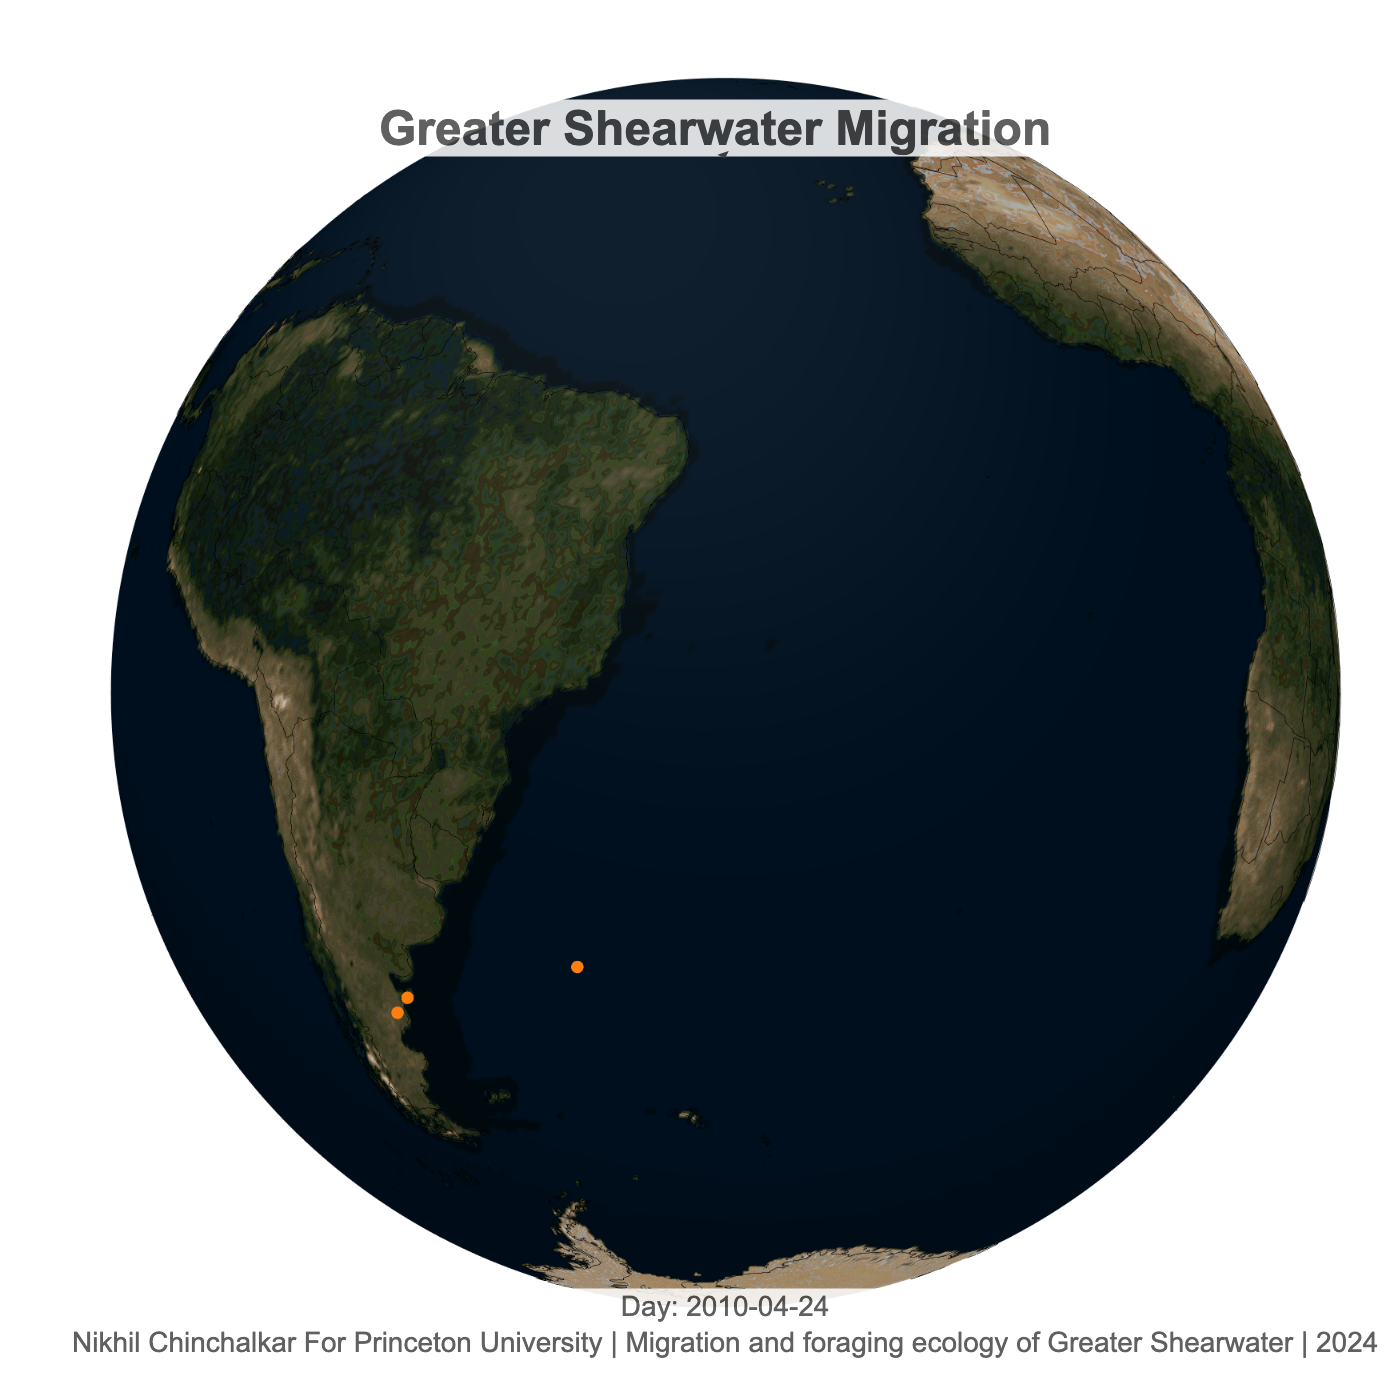 Greater Shearwater Migration
Day: 2010-04-24
Nikhil Chinchalkar For Princeton University | Migration and foraging ecology of Greater Shearwater | 2024